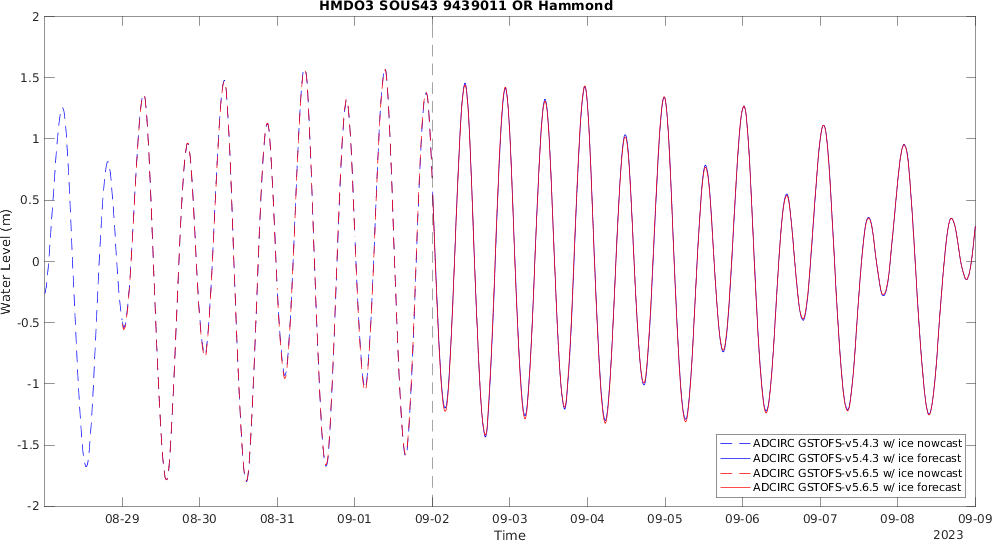 HMDO3 SOUS43 9439011 OR Hammond
2
1.5
1
0.5
0
-0.5
-1
-1.5
-2
Water Level (m)
08-29 08-30 08-31 09-01 09-02 09-03 09-04 09-05 09-06 09-07 09-08 09-09
Time
2023
ADCIRC GSTOFS-v5.4.3 w/ ice nowcast
ADCIRC GSTOFS-v5.4.3 w/ ice forecast
ADCIRC GSTOFS-v5.6.5 w/ ice nowcast
ADCIRC GSTOFS-v5.6.5 w/ ice forecast